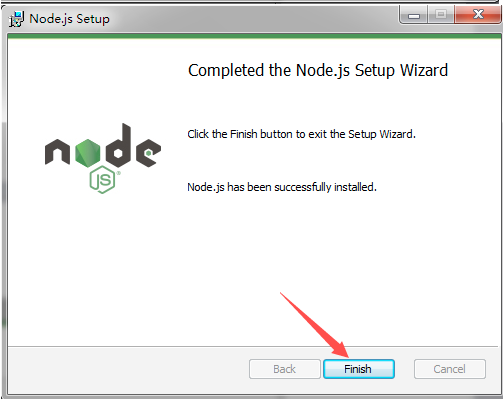 Node.js Setup
Completed the Node.js Setup Wizard
Click the Finish button to exit the Setup Wizard.
node
JS®
Node.js has been successfully installed.
Back
Finish
Cancel